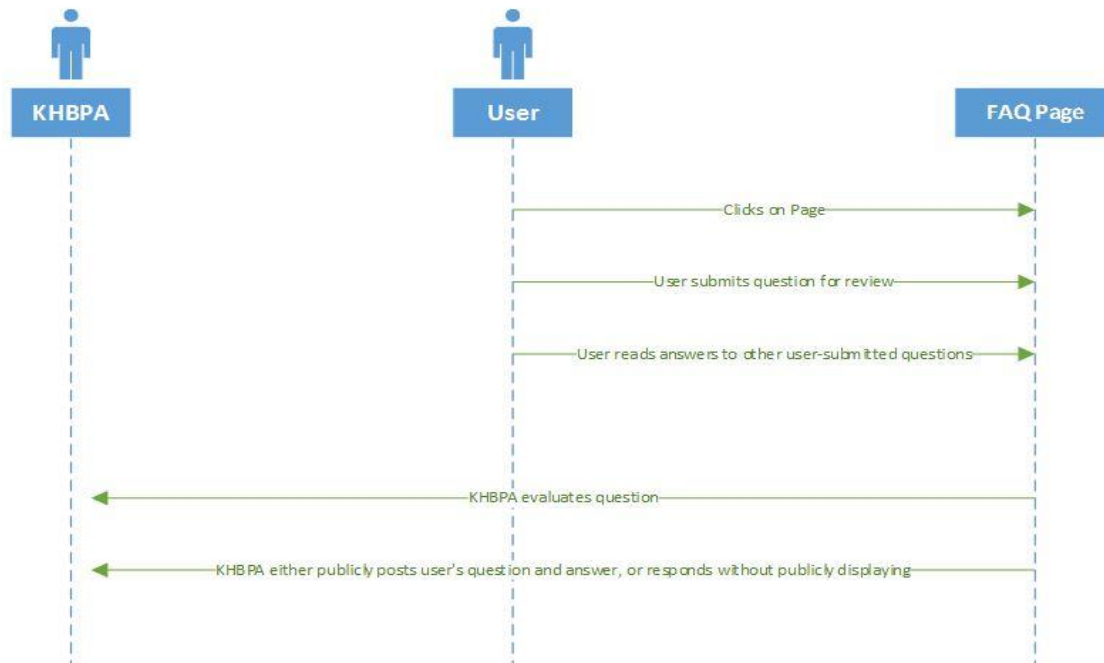 KHBPA
User
FAQ Page
Clicks on Page
User submits question for review
User reads answers to other user-submitted questions
KHBPA evaluates question
KHBPA either publicly posts user's question and answer, or responds without publicly displaying